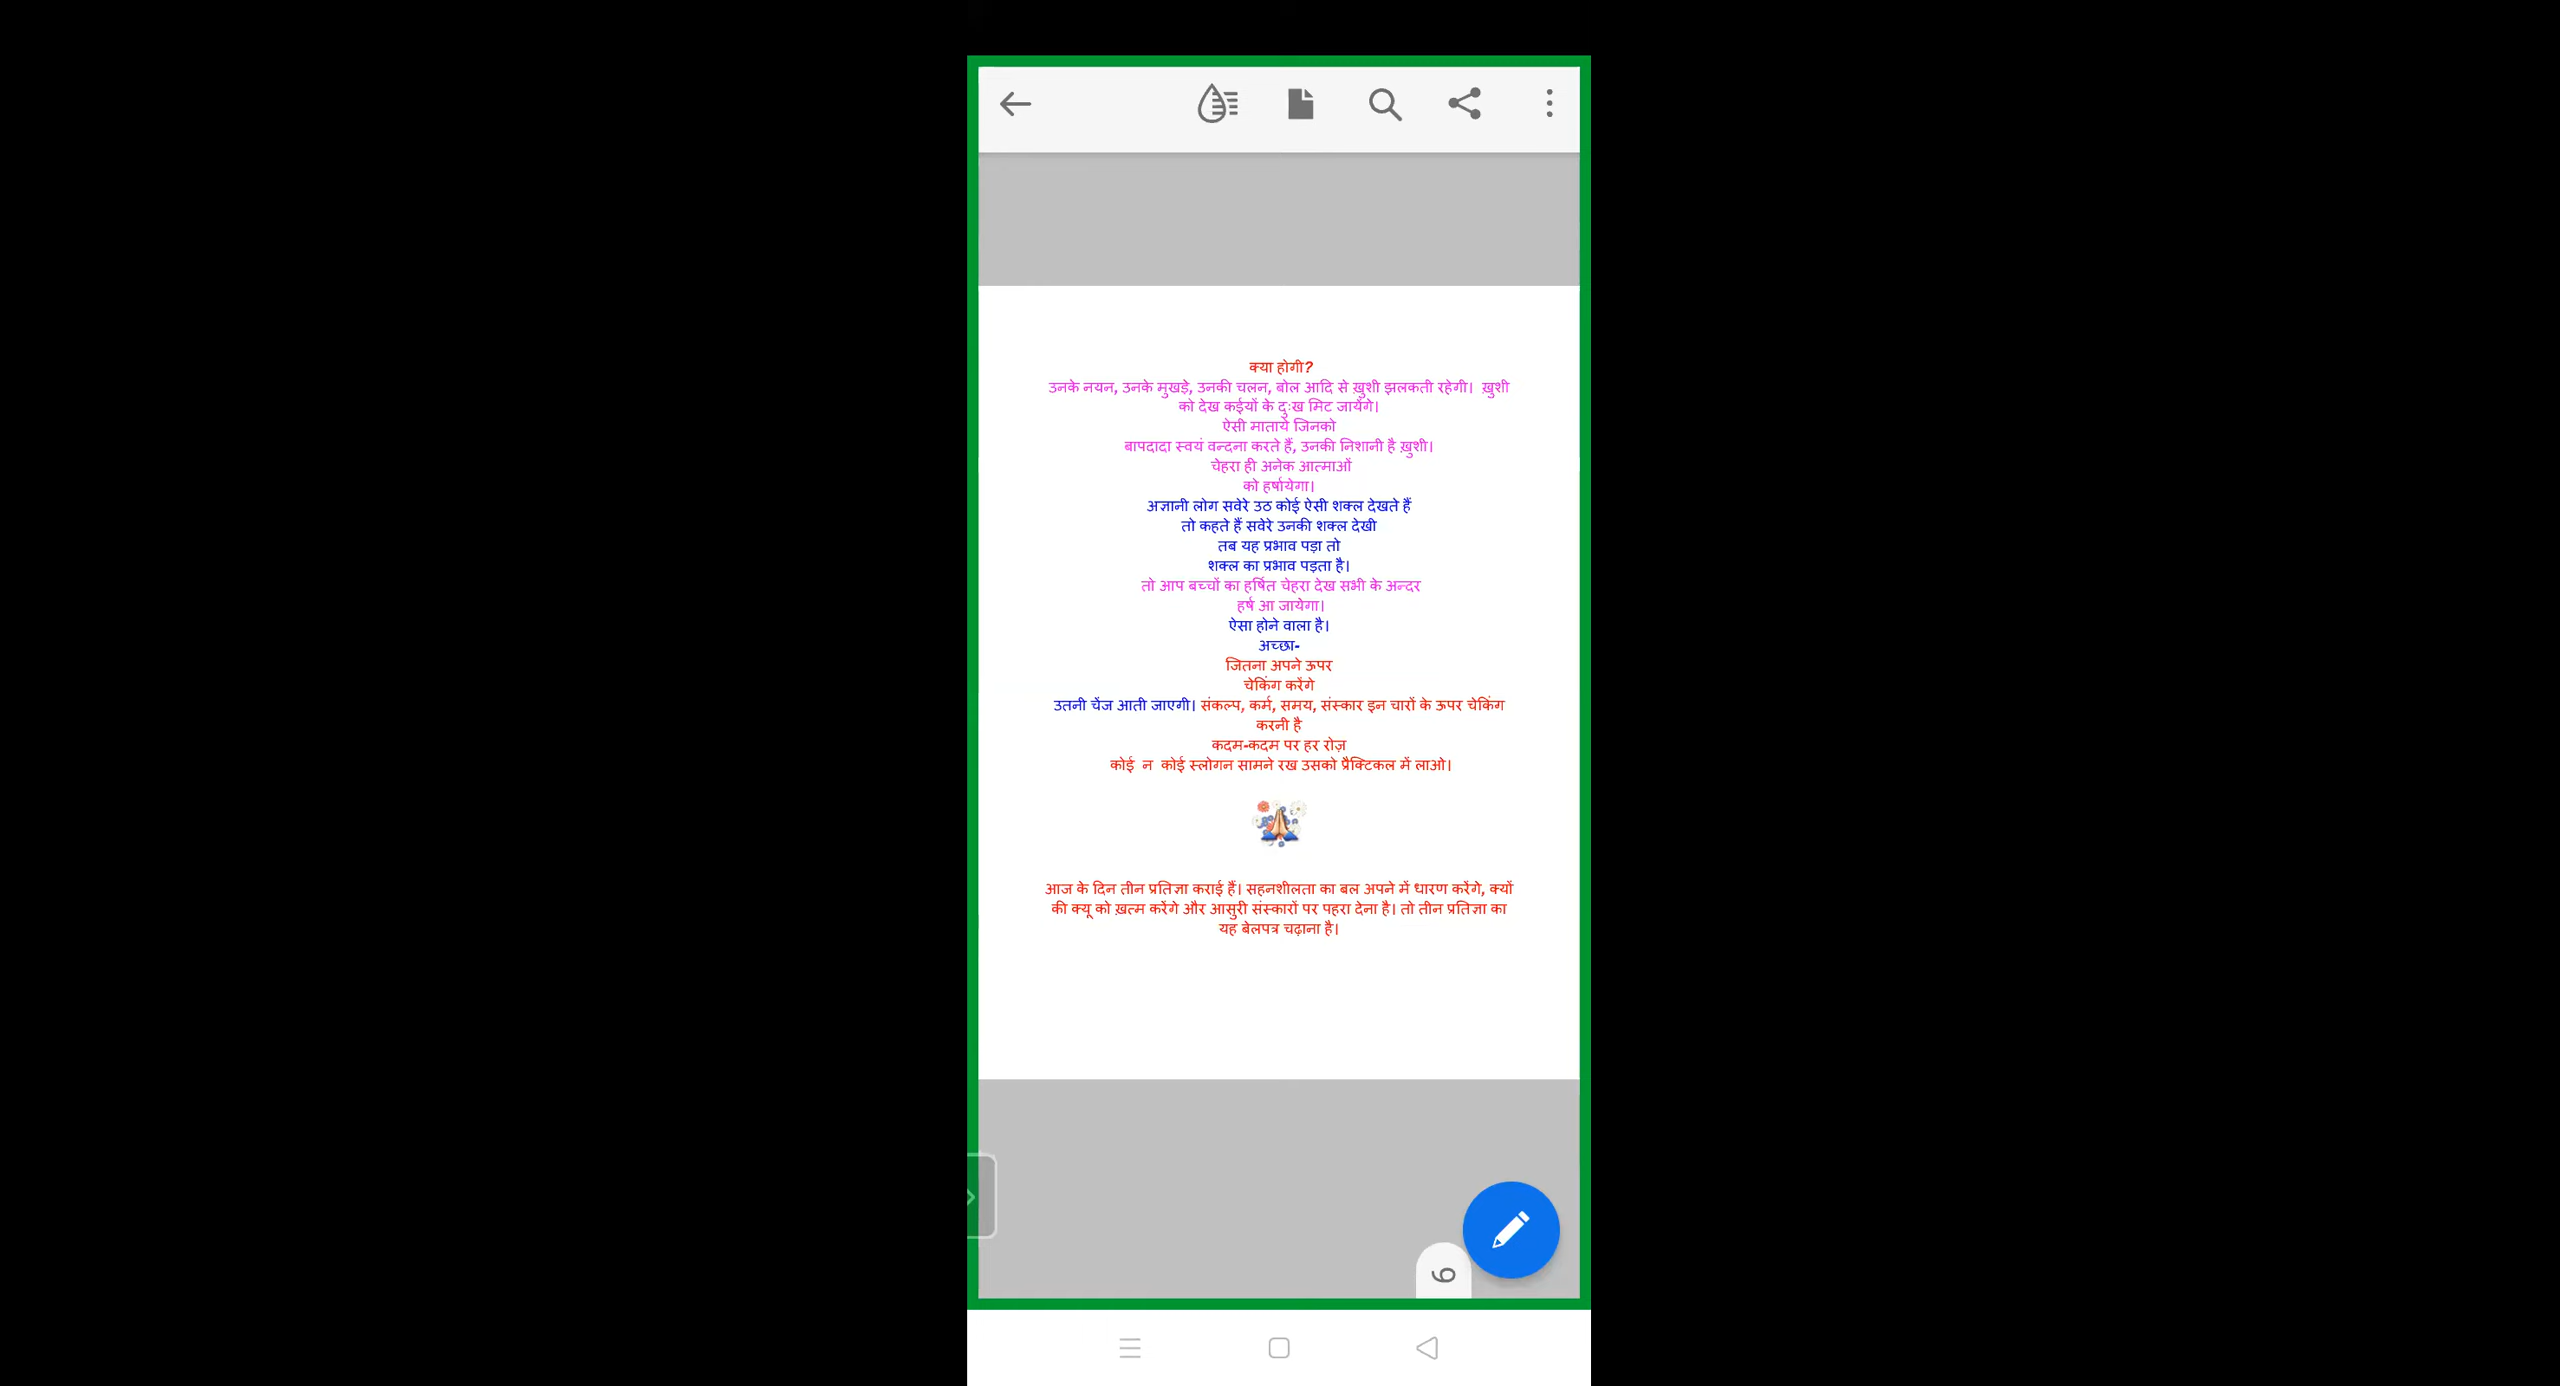 क्या होगी?
उनके नयन, उनके मुखड़े, उनकी चलन, बोल आदि से ख़ुशी झलकती रहेगी। ख़ुशी
को देख कईयों के दुःख मिट जायेंगे।
ऐसी मातायें जिनको
बापदादा स्वयं वन्दना करते हैं, उनकी निशानी है ख़ुशी।
चेहरा ही अनेक आत्माओं
को हर्षायेगा।
अज्ञानी लोग सवेरे उठ कोई ऐसी शक्ल देखते हैं
तो कहते हैं सवेरे उनकी शक्ल देखी
तब यह प्रभाव पड़ा तो
शक्ल का प्रभाव पड़ता है।
तो आप बच्चों का हर्षित चेहरा देख सभी के अन्दर
हर्ष आ जायेगा।
ऐसा होने वाला है।
अच्छा-
जितना अपने ऊपर
चेकिंग करेंगे
उतनी चेंज आती जाएगी। संकल्प, कर्म, समय, संस्कार इन चारों के ऊपर चेकिंग
करनी है
कदम-कदम पर हर रोज़
कोई न कोई स्लोगन सामने रख उसको प्रैक्टिकल में लाओ।
आज के दिन तीन प्रतिज्ञा कराई हैं। सहनशीलता का बल अपने में धारण करेंगे, क्यों
की क्यू को ख़त्म करेंगे और आसुरी संस्कारों पर पहरा देना है। तो तीन प्रतिज्ञा का
यह बेलपत्र चढ़ाना है।
6